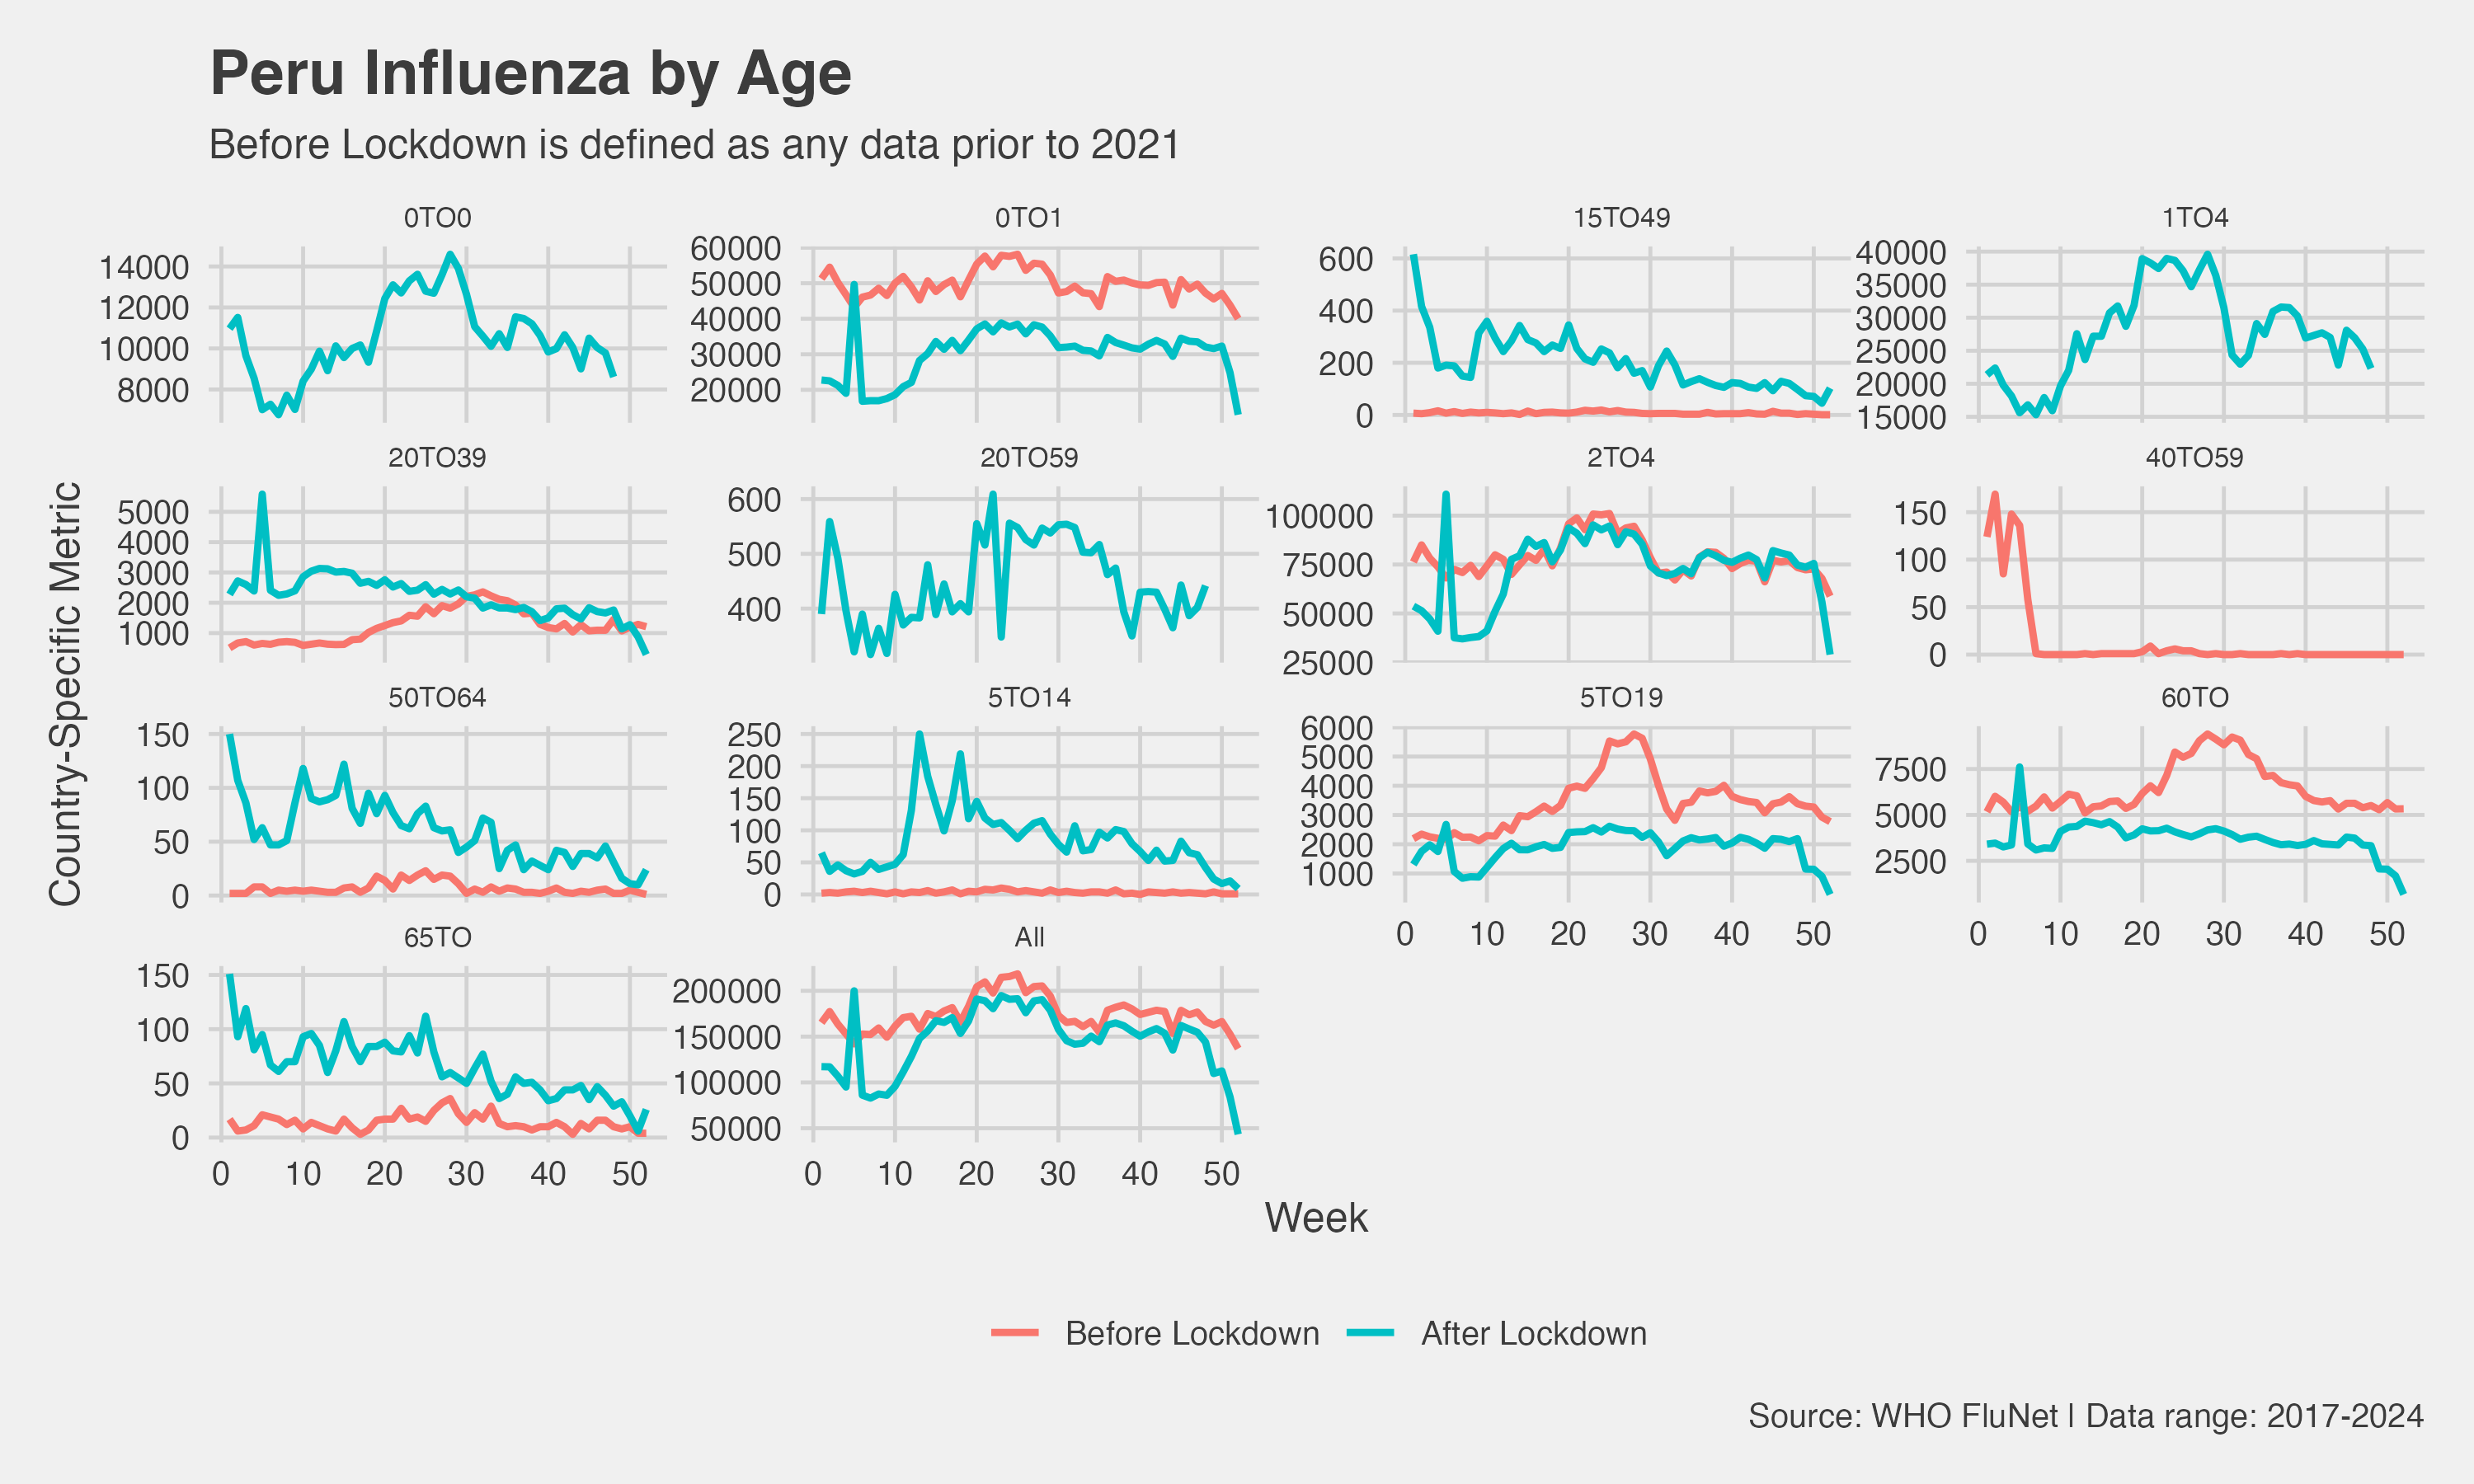 Peru Influenza by Age
Before Lockdown is defined as any data prior to 2021
Country-Specific Metric
0TO0
14000
12000
10000
8000
0TO1
60000
50000
40000
30000
20000
15TO49
600
400
200
0
1TO4
40000
35000
30000
25000
20000
15000
20TO39
5000
4000
3000
2000
1000
20TO59
600
500
400
2TO4
100000
75000
50000
25000
40TO59
150
100
50
0
50TO64
150
100
50
0
5TO14
250
200
150
100
50
0
5TO19
6000
5000
4000
3000
2000
1000
0 10 20 30 40 50
60TO
7500
5000
2500
0 10 20 30 40 50
65TO
150
100
50
0
0 10 20 30 40 50
All
200000
150000
100000
50000
0 10 20 30 40 50
Week
Before Lockdown After Lockdown
Source: WHO FluNet | Data range: 2017-2024